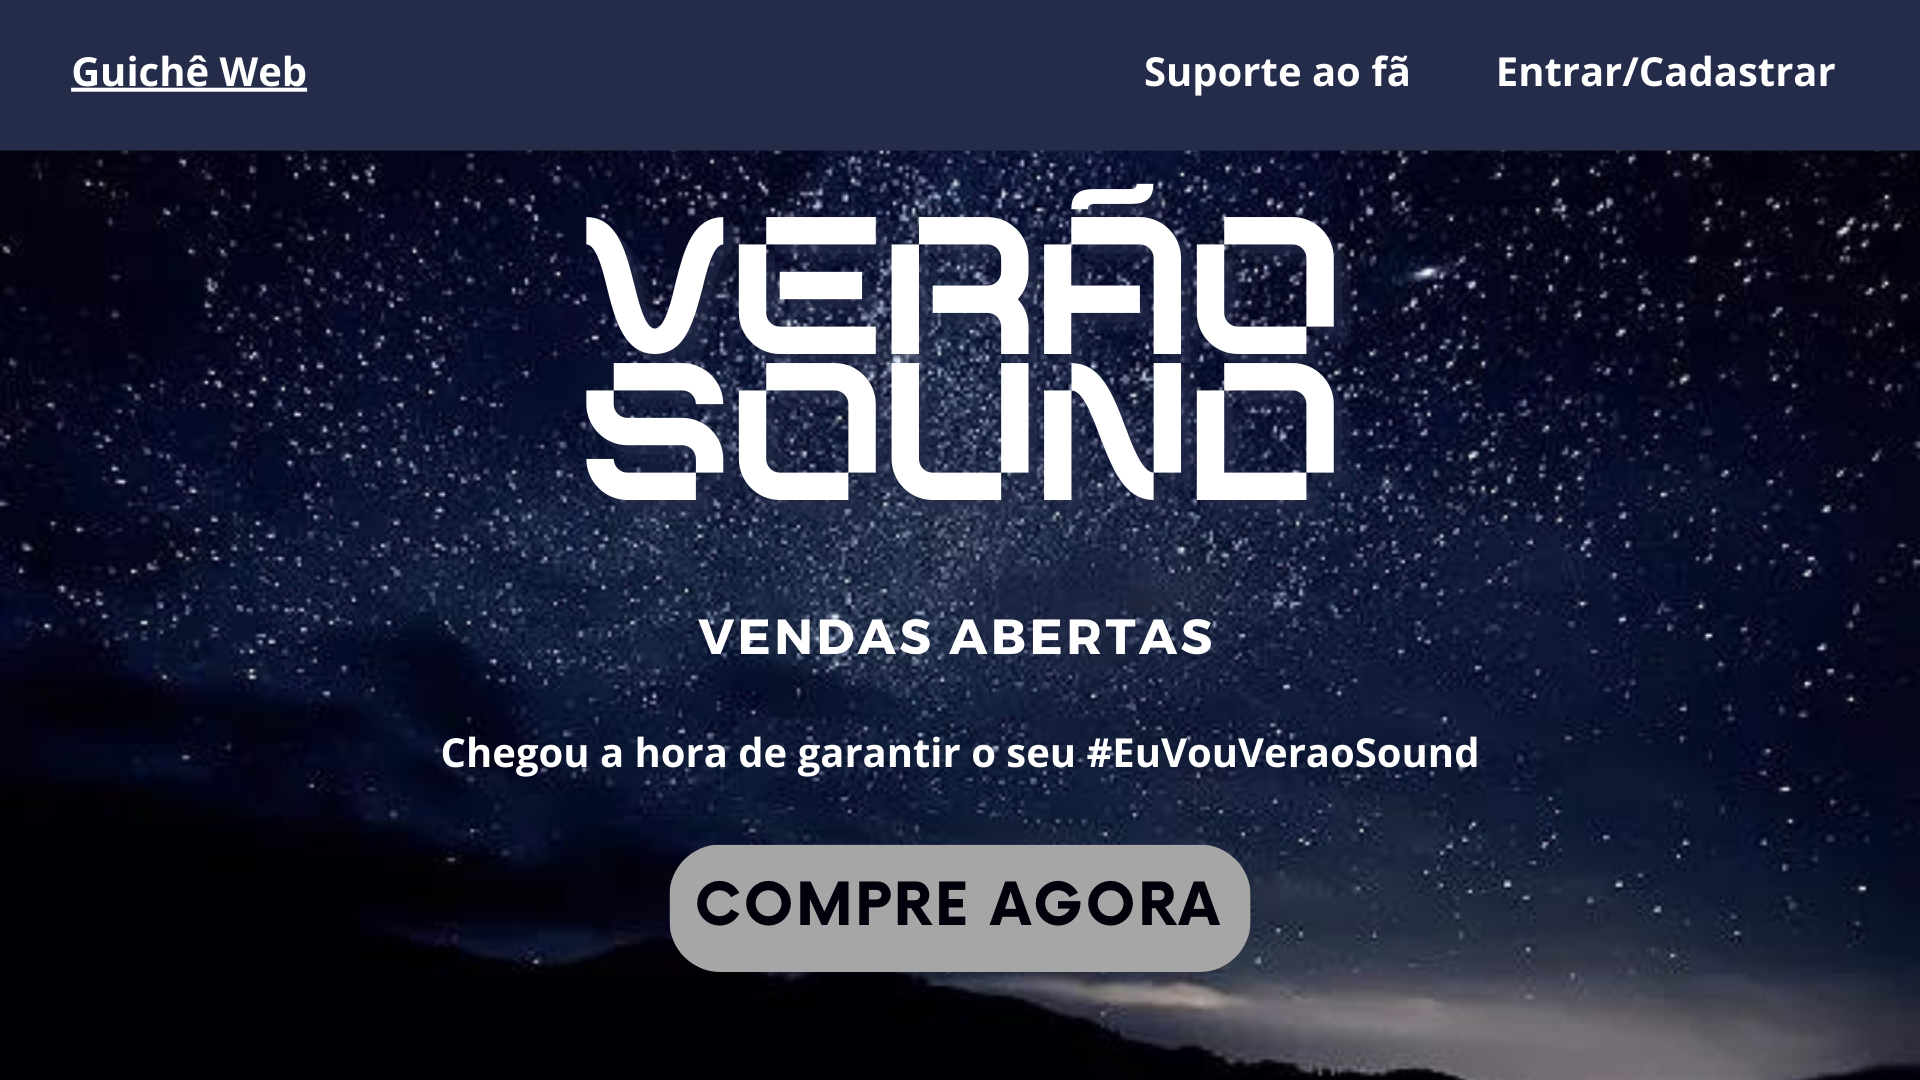 Guichê Web
Suporte ao fã
Entrar/Cadastrar
VERÃO
SOUND
VENDAS ABERTAS
Chegou a hora de garantir o seu #EuVouVeraoSound
COMPRE AGORA